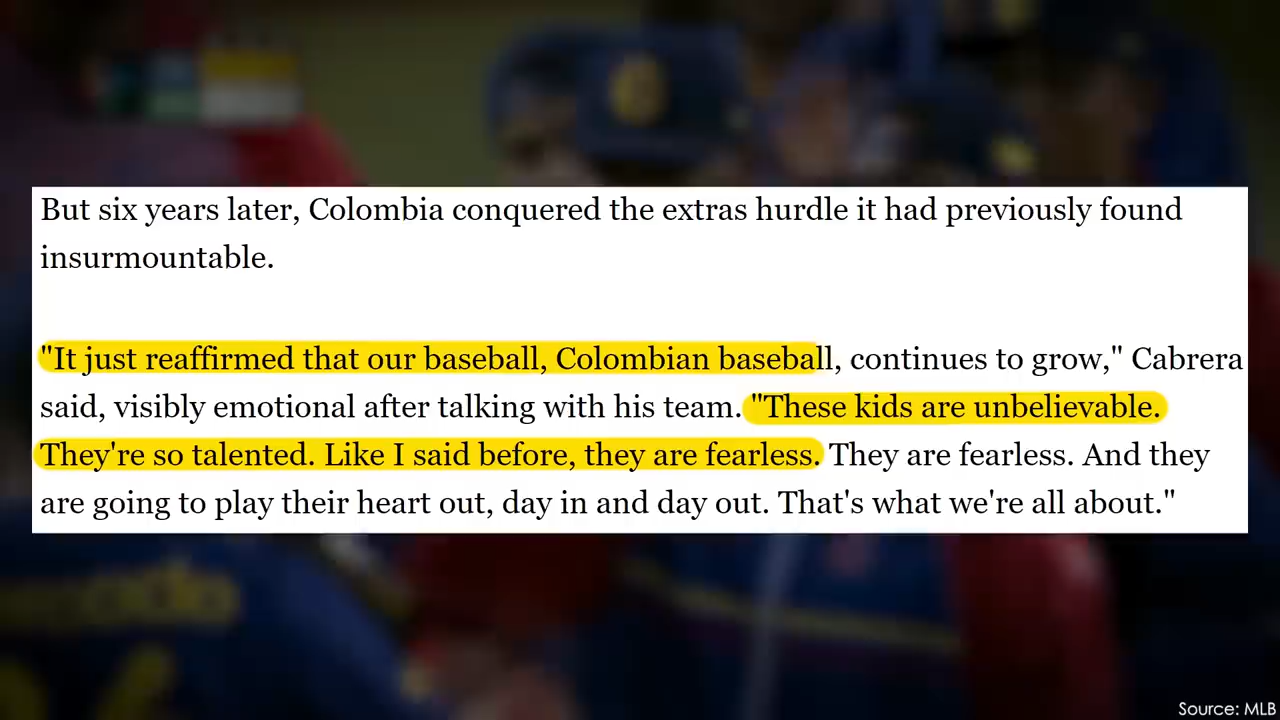 But six years later, Colombia conquered the extras hurdle it had previously found
insurmountable.
"It just reaffirmed that our baseball, Colombian baseball, continues to grow," Cabrera
said, visibly emotional after talking with his team. "These kids are unbelievable.
They're so talented. Like I said before, they are fearless. They are fearless. And they
are going to play their heart out, day in and day out. That's what we're all about."
Source: MLB